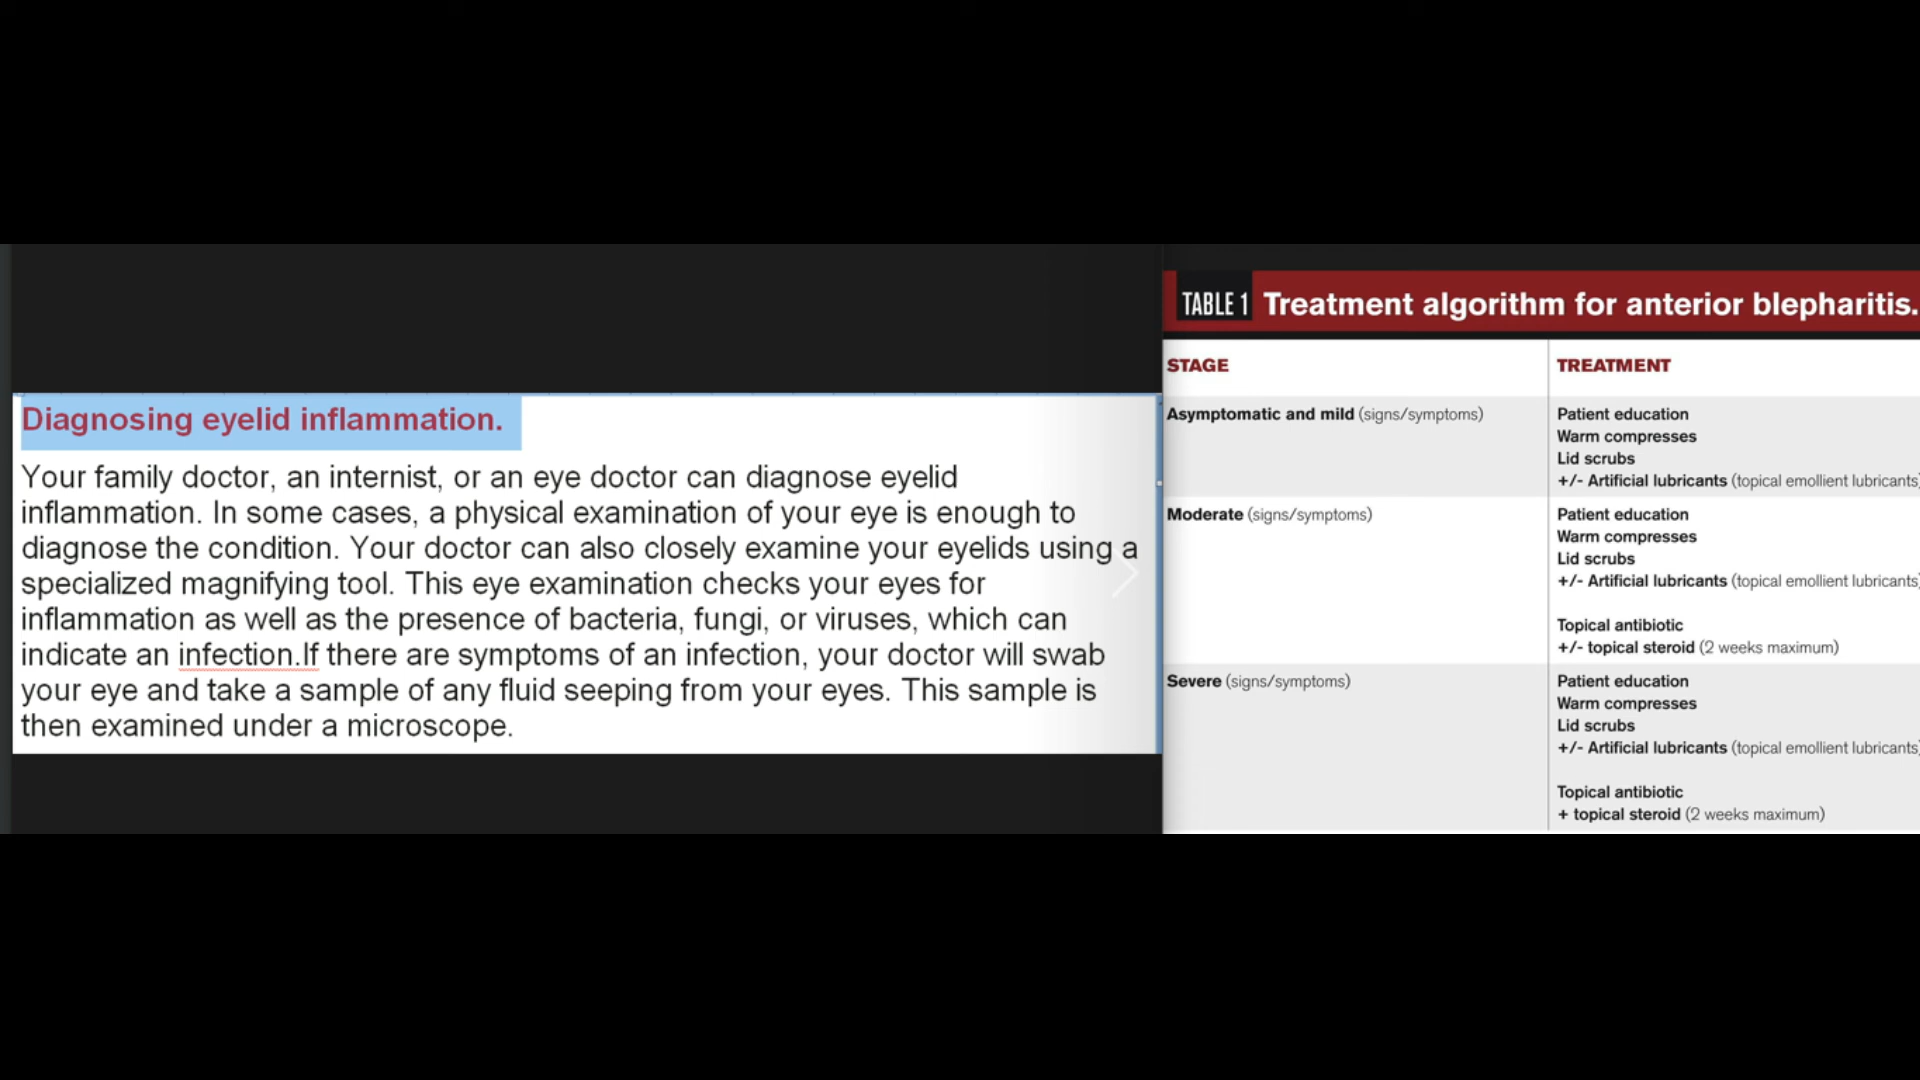 Diagnosing eyelid inflammation.
Your family doctor, an internist, or an eye doctor can diagnose eyelid
inflammation. In some cases, a physical examination of your eye is enough to
diagnose the condition. Your doctor can also closely examine your eyelids using a
specialized magnifying tool. This eye examination checks your eyes for
inflammation as well as the presence of bacteria, fungi, or viruses, which can
indicate an infection.If there are symptoms of an infection, your doctor will swab
your eye and take a sample of any fluid seeping from your eyes. This sample is
then examined under a microscope.
TABLE 1 Treatment algorithm for anterior blepharitis.
STAGE
TREATMENT
Asymptomatic and mild (signs/symptoms)
Patient education
Warm compresses
Lid scrubs
+/- Artificial lubricants (topical emollient lubricants)
Moderate (signs/symptoms)
Patient education
Warm compresses
Lid scrubs
+/- Artificial lubricants (topical emollient lubricants)
Topical antibiotic
+/- topical steroid (2 weeks maximum)
Severe (signs/symptoms)
Patient education
Warm compresses
Lid scrubs
+/- Artificial lubricants (topical emollient lubricants)
Topical antibiotic
+ topical steroid (2 weeks maximum)